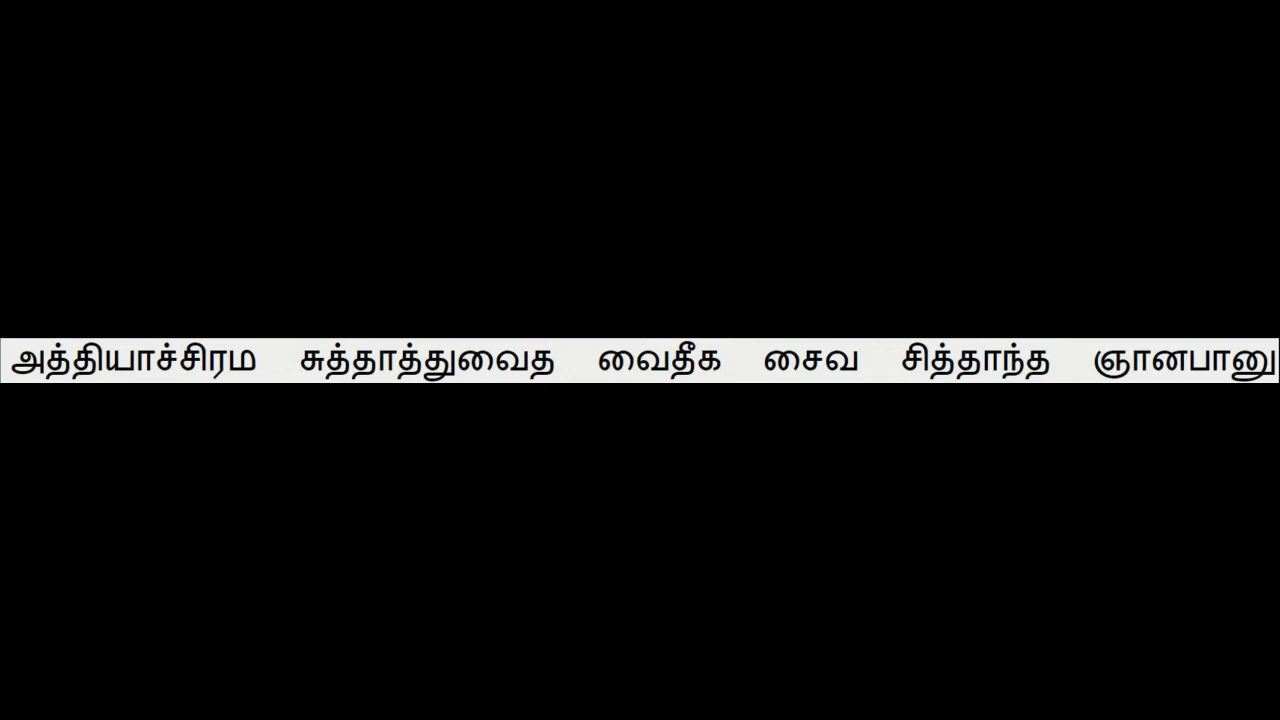 அத்தியாச்சிரம சுத்தாத்துவைத வைதீக சைவ சித்தாந்த ஞானபானு